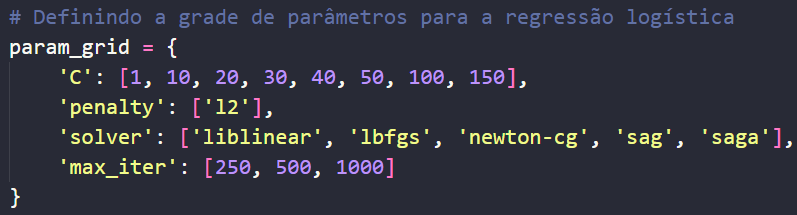 # Definindo a grade de parâmetros para a regressão logística
param_grid = {
    'C': [1, 10, 20, 30, 40, 50, 100, 150],
    'penalty': ['l2'],
    'solver': ['liblinear', 'lbfgs', 'newton-cg', 'sag', 'saga'],
    'max_iter': [250, 500, 1000]
}